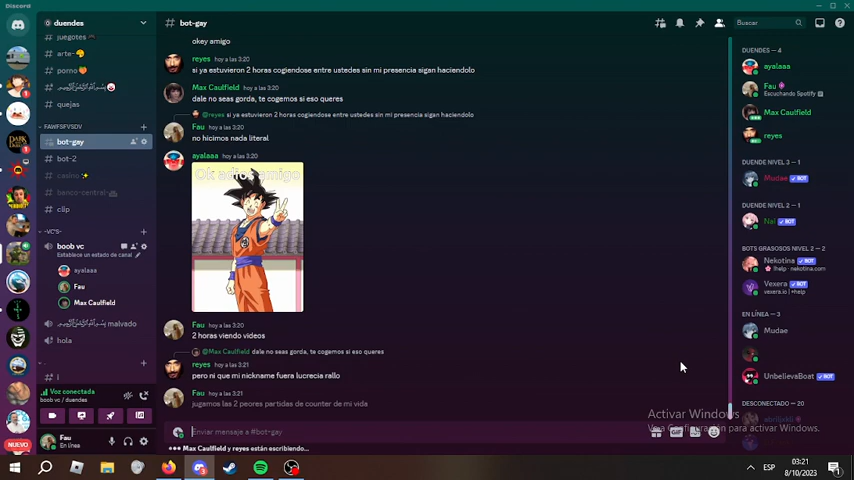 Discord
duendes
juegotes
arte-
porno
quejas
FAWFSFVSDV
bot-gay
bot-2
casino
banco-central-
clip
-VC'S-
boob vc
Establece un estado de canal
ayalaaa
Fau
Max Caulfield
malvado
hola
Voz conectada
boob vc / duendes
Fau
En línea
NUEVO
bot-gay
okey amigo
reyes hoy a las 3:20
si ya estuvieron 2 horas cogiendose entre ustedes sin mi presencia sigan haciendolo
Max Caulfield hoy a las 3:20
dale no seas gorda, te cogemos si eso queres
@reyes si ya estuvieron 2 horas cogiendose entre ustedes sin mi presencia sigan haciendolo
Fau hoy a las 3:20
no hicimos nada literal
ayalaaa hoy a las 3:20
Ok adios amigo
Fau hoy a las 3:20
2 horas viendo videos
@Max Caulfield dale no seas gorda, te cogemos si eso queres
reyes hoy a las 3:21
pero ni que mi nickname fuera lucrecia rallo
Fau hoy a las 3:21
jugamos las 2 peores partidas de counter de mi vida
Enviar mensaje a #bot-gay
GIF
Max Caulfield y reyes están escribiendo...
Buscar
DUENDES — 4
ayalaaa
Fau
Escuchando Spotify
Max Caulfield
reyes
DUENDE NIVEL 3 — 1
Mudae BOT
DUENDE NIVEL 2 — 1
Nai BOT
BOTS GRASOSOS NIVEL 2 — 2
Nekotina BOT
!help · nekotina.com
Vexera BOT
vexera.io | +help
EN LÍNEA — 3
Mudae
UnbelievaBoat BOT
DESCONECTADO — 20
Activar Windows
Ve a Configuración para activar Windows.
ESP
03:21
8/10/2023